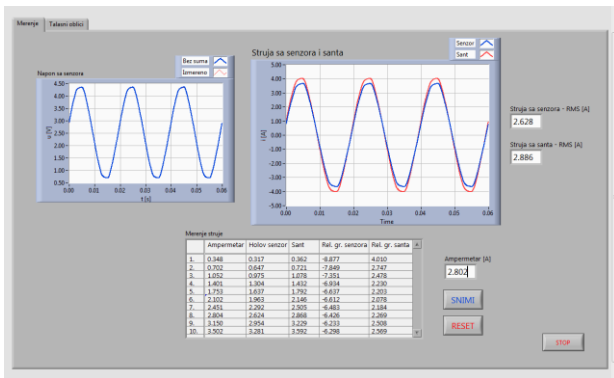 Merenje Talasni oblici
Bez suma
Izmereno
Napon sa senzora
4.50
4.00
3.50
3.00
2.50
2.00
1.50
1.00
0.50
u [V]
0.00 0.01 0.02 0.03 0.04 0.05 0.06
t [s]
Struja sa senzora i santa
Senzor
Sant
5.00
4.00
3.00
2.00
1.00
0.00
-1.00
-2.00
-3.00
-4.00
-5.00
i [A]
0.00 0.01 0.02 0.03 0.04 0.05 0.06
Time
Struja sa senzora - RMS [A]
2.628
Struja sa santa - RMS [A]
2.886
Merenje struje
Ampermetar Holov senzor Sant Rel. gr. senzora Rel. gr. santa
1. 0.348 0.317 0.362 -8.877 4.010
2. 0.702 0.647 0.721 -7.849 2.747
3. 1.052 0.975 1.078 -7.351 2.478
4. 1.401 1.304 1.432 -6.934 2.230
5. 1.753 1.637 1.792 -6.637 2.203
6. 2.102 1.963 2.146 -6.612 2.078
7. 2.451 2.292 2.505 -6.483 2.184
8. 2.804 2.624 2.868 -6.426 2.269
9. 3.150 2.954 3.229 -6.233 2.508
10. 3.502 3.281 3.592 -6.298 2.569
Ampermetar [A]
2.802
SNIMI
RESET
STOP